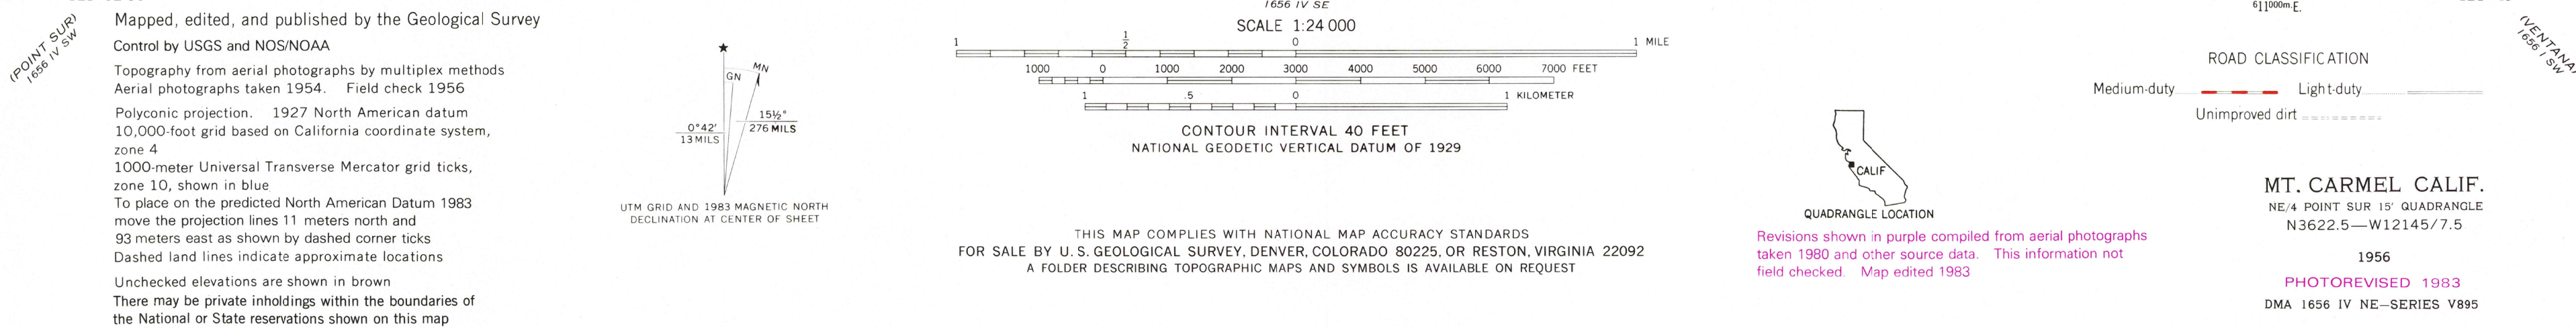 (POINT SUR)
1656 IV SW
Mapped, edited, and published by the Geological Survey
Control by USGS and NOS/NOAA
Topography from aerial photographs by multiplex methods
Aerial photographs taken 1954. Field check 1956
Polyconic projection. 1927 North American datum
10,000-foot grid based on California coordinate system,
zone 4
1000-meter Universal Transverse Mercator grid ticks,
zone 10, shown in blue
To place on the predicted North American Datum 1983
move the projection lines 11 meters north and
93 meters east as shown by dashed corner ticks
Dashed land lines indicate approximate locations
Unchecked elevations are shown in brown
There may be private inholdings within the boundaries of
the National or State reservations shown on this map
★
MN
GN
15½°
276 MILS
0°42'
13 MILS
UTM GRID AND 1983 MAGNETIC NORTH
DECLINATION AT CENTER OF SHEET
1656 IV SE
SCALE 1:24 000
1 ½ 0 1 MILE
1000 0 1000 2000 3000 4000 5000 6000 7000 FEET
1 .5 0 1 KILOMETER
CONTOUR INTERVAL 40 FEET
NATIONAL GEODETIC VERTICAL DATUM OF 1929
THIS MAP COMPLIES WITH NATIONAL MAP ACCURACY STANDARDS
FOR SALE BY U.S. GEOLOGICAL SURVEY, DENVER, COLORADO 80225, OR RESTON, VIRGINIA 22092
A FOLDER DESCRIBING TOPOGRAPHIC MAPS AND SYMBOLS IS AVAILABLE ON REQUEST
CALIF
QUADRANGLE LOCATION
Revisions shown in purple compiled from aerial photographs
taken 1980 and other source data. This information not
field checked. Map edited 1983
611000m.E.
ROAD CLASSIFICATION
Medium-duty Light-duty
Unimproved dirt
(VENTANA
1656 I SW
MT. CARMEL CALIF.
NE/4 POINT SUR 15' QUADRANGLE
N3622.5—W12145/7.5
1956
PHOTOREVISED 1983
DMA 1656 IV NE—SERIES V895